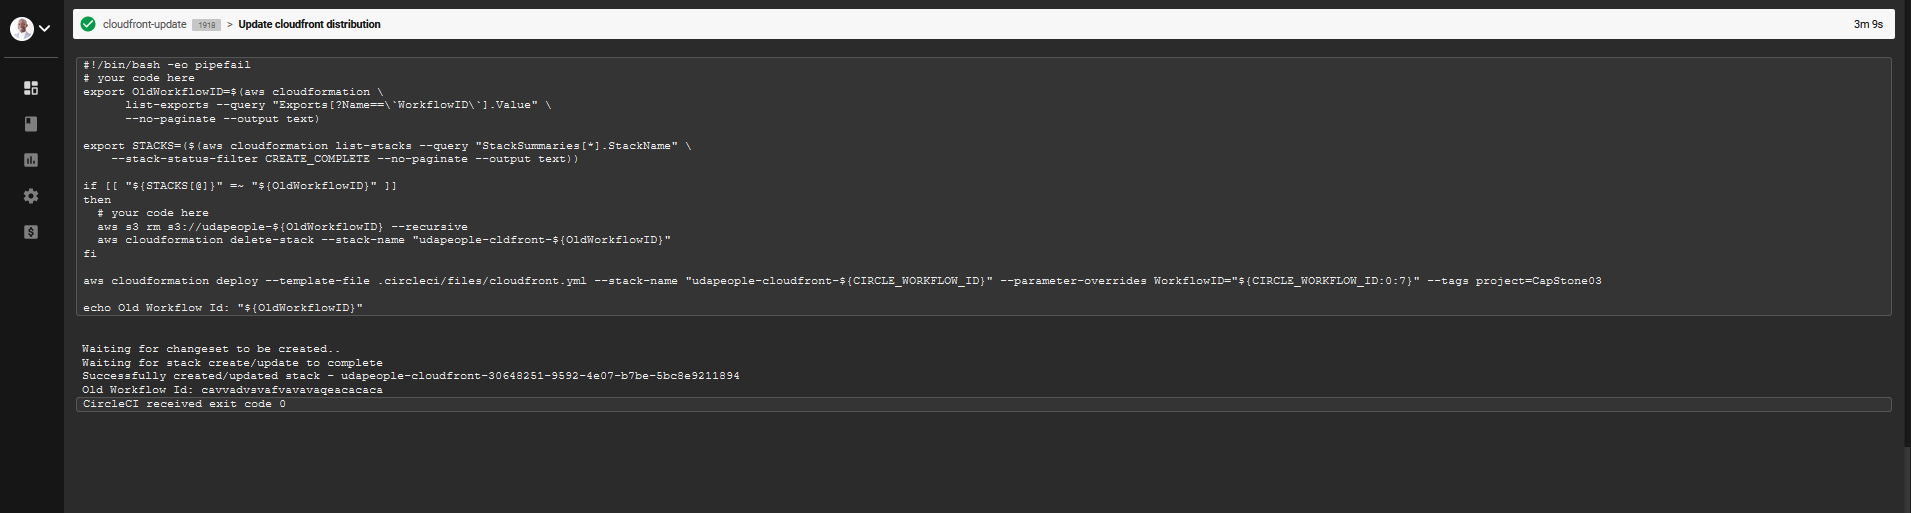 cloudfront-update 1918 > Update cloudfront distribution 3m 9s
#!/bin/bash -eo pipefail
# your code here
export OldWorkflowID=$(aws cloudformation \
list-exports --query "Exports[?Name==\`WorkflowID\`].Value" \
--no-paginate --output text)
export STACKS=($(aws cloudformation list-stacks --query "StackSummaries[*].StackName" \
--stack-status-filter CREATE_COMPLETE --no-paginate --output text))
if [[ "${STACKS[@]}" =~ "${OldWorkflowID}" ]]
then
# your code here
aws s3 rm s3://udapeople-${OldWorkflowID} --recursive
aws cloudformation delete-stack --stack-name "udapeople-cldfront-${OldWorkflowID}"
fi
aws cloudformation deploy --template-file .circleci/files/cloudfront.yml --stack-name "udapeople-cloudfront-${CIRCLE_WORKFLOW_ID}" --parameter-overrides WorkflowID="${CIRCLE_WORKFLOW_ID:0:7}" --tags project=CapStone03
echo Old Workflow Id: "${OldWorkflowID}"
Waiting for changeset to be created..
Waiting for stack create/update to complete
Successfully created/updated stack - udapeople-cloudfront-30648251-9592-4e07-b7be-5bc8e9211894
Old Workflow Id: cavvadvsvafvavavaqeacacaca
CircleCI received exit code 0